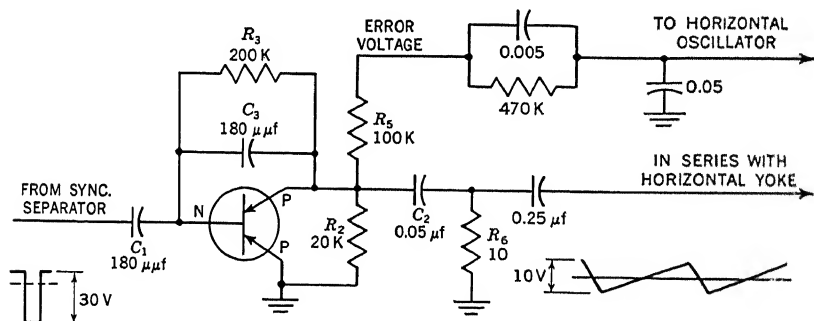 R3
200 K
ERROR
VOLTAGE
0.005
TO HORIZONTAL
OSCILLATOR
470 K
0.05
C3
180 μμf
R5
100K
FROM SYNC.
SEPARATOR
N
P
P
C1
180 μμf
R2
20 K
C2
0.05 μf
R6
10
0.25 μf
IN SERIES WITH
HORIZONTAL YOKE
30 V
10 V